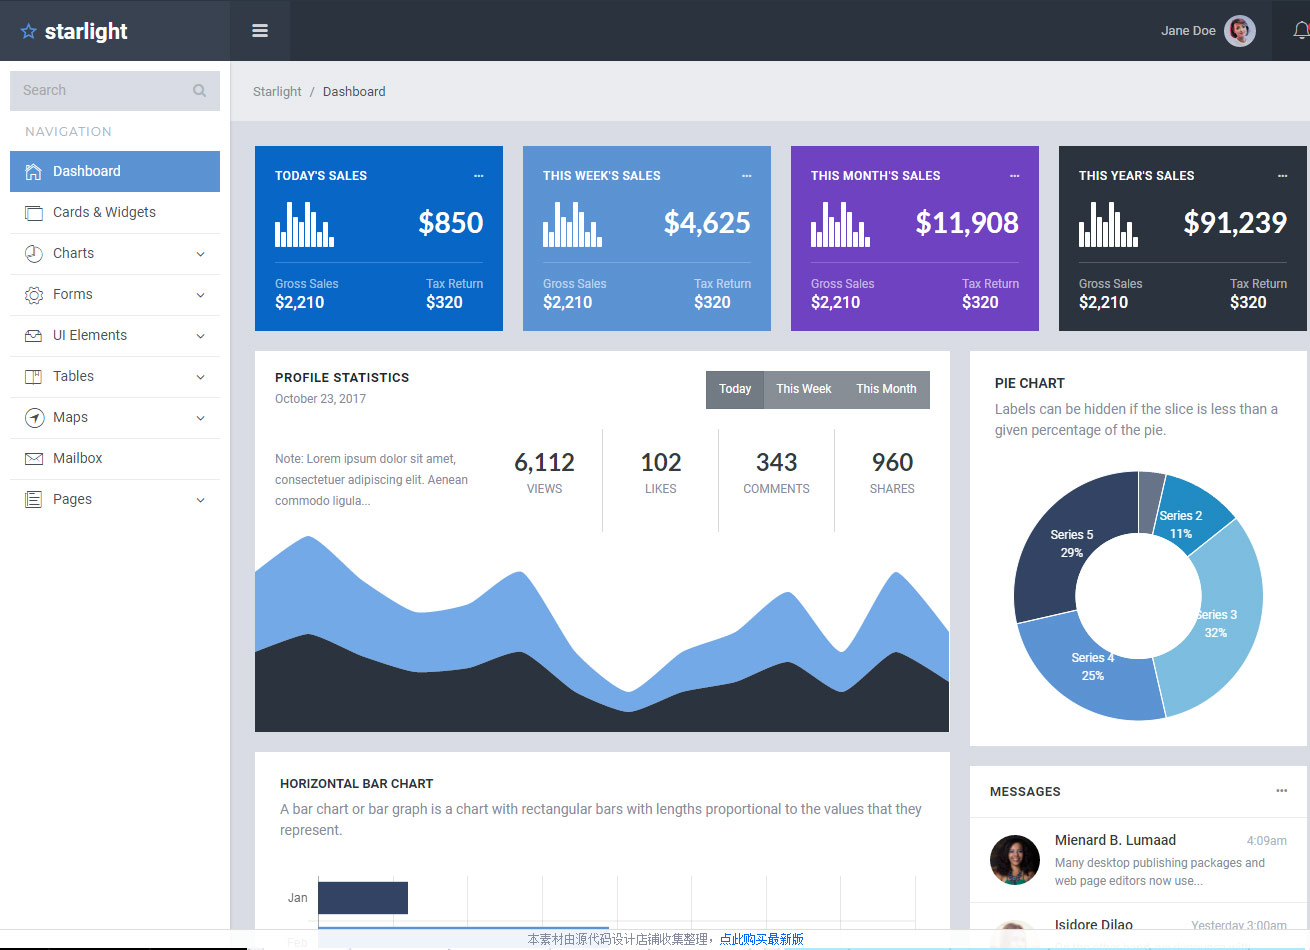 starlight
Jane Doe
Search
NAVIGATION
Dashboard
Cards & Widgets
Charts
Forms
UI Elements
Tables
Maps
Mailbox
Pages
Starlight / Dashboard
TODAY'S SALES
$850
Gross Sales Tax Return
$2,210 $320
THIS WEEK'S SALES
$4,625
Gross Sales Tax Return
$2,210 $320
THIS MONTH'S SALES
$11,908
Gross Sales Tax Return
$2,210 $320
THIS YEAR'S SALES
$91,239
Gross Sales Tax Return
$2,210 $320
PROFILE STATISTICS
October 23, 2017
Today This Week This Month
Note: Lorem ipsum dolor sit amet,
consectetuer adipiscing elit. Aenean
commodo ligula...
6,112
VIEWS
102
LIKES
343
COMMENTS
960
SHARES
PIE CHART
Labels can be hidden if the slice is less than a
given percentage of the pie.
Series 2
11%
Series 3
32%
Series 4
25%
Series 5
29%
HORIZONTAL BAR CHART
A bar chart or bar graph is a chart with rectangular bars with lengths proportional to the values that they
represent.
Jan
Feb
MESSAGES
Mienard B. Lumaad 4:09am
Many desktop publishing packages and
web page editors now use...
Isidore Dilao Yesterday 3:00am
本素材由源代码设计店铺收集整理，点此购买最新版